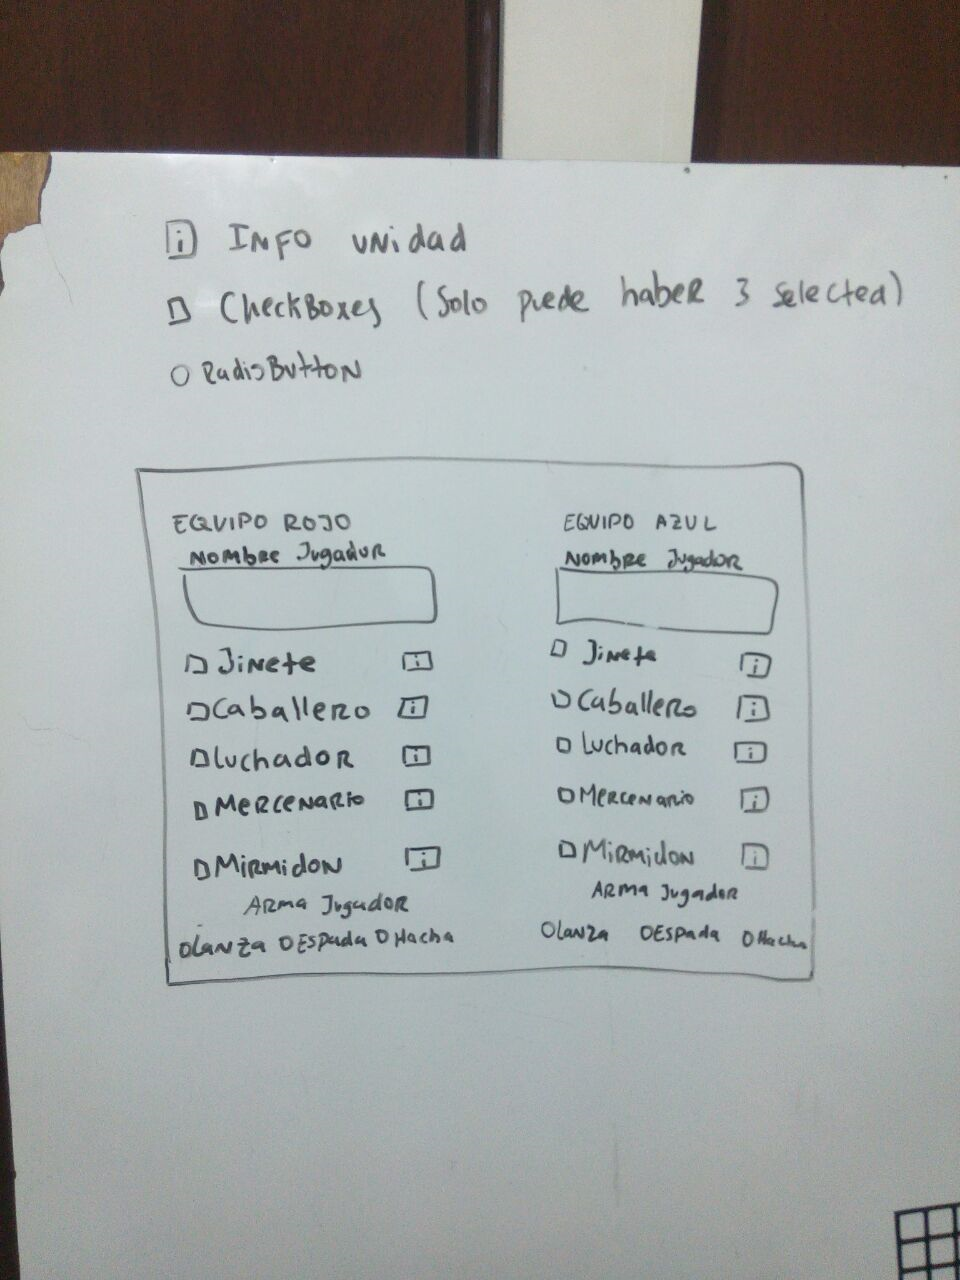 i INFO unidad
CheckBoxes (Solo puede haber 3 selected)
RadioButton
EQUIPO ROJO
Nombre Jugador
Jinete i
Caballero i
Luchador i
Mercenario i
Mirmidon i
Arma Jugador
Lanza Espada Hacha
EQUIPO AZUL
Nombre Jugador
Jinete i
Caballero i
Luchador i
Mercenario i
Mirmidon i
Arma Jugador
Lanza Espada Hacha